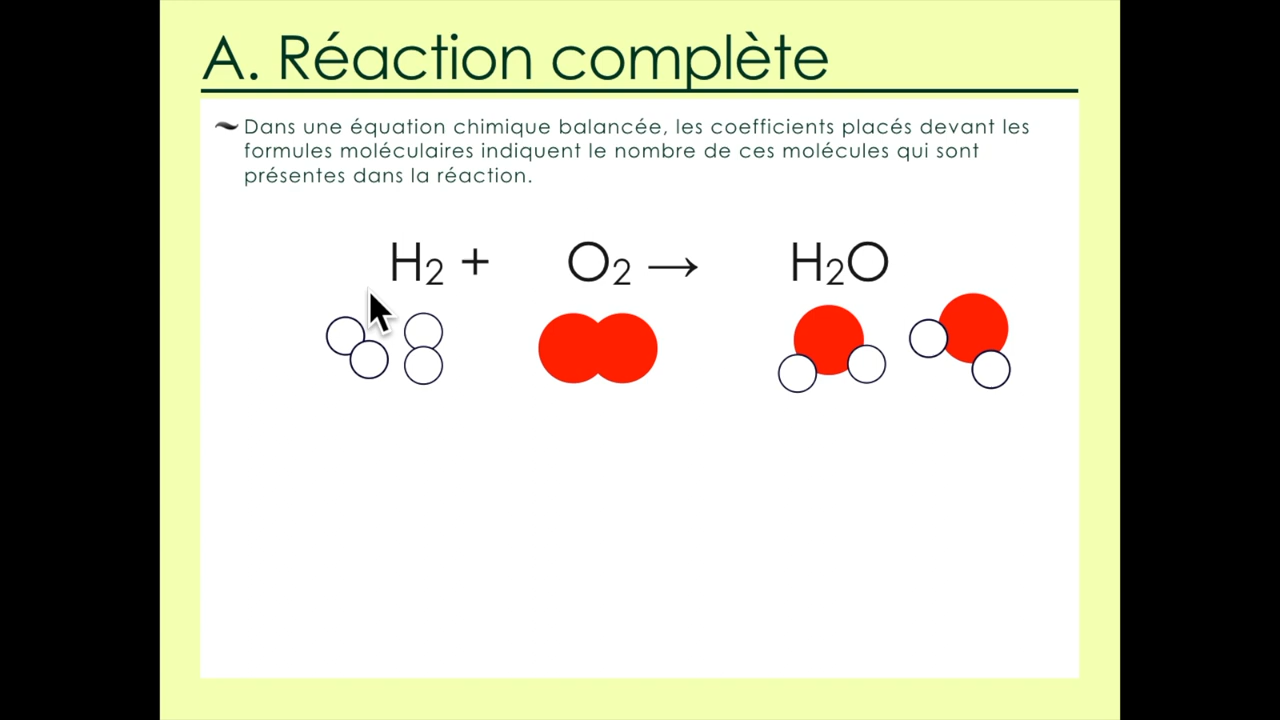 A. Réaction complète
Dans une équation chimique balancée, les coefficients placés devant les
formules moléculaires indiquent le nombre de ces molécules qui sont
présentes dans la réaction.
H₂ + O₂ → H₂O